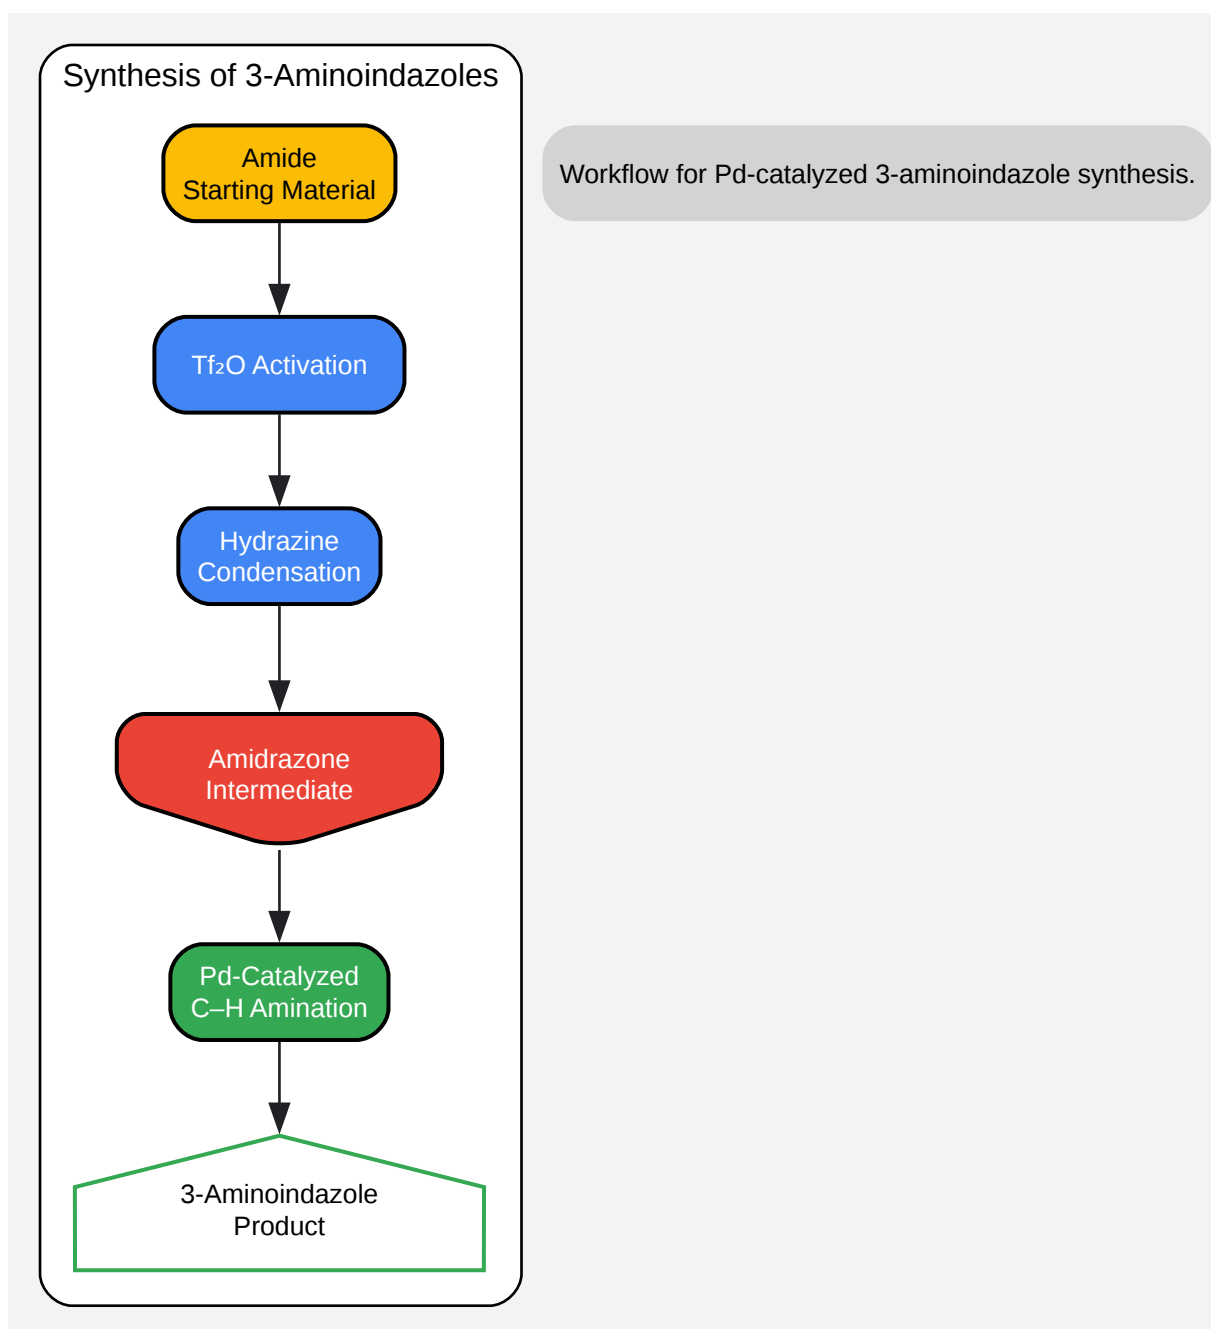 Synthesis of 3-Aminoindazoles
Amide
Starting Material
Workflow for Pd-catalyzed 3-aminoindazole synthesis.
Tf₂O Activation
Hydrazine
Condensation
Amidrazone
Intermediate
Pd-Catalyzed
C–H Amination
3-Aminoindazole
Product